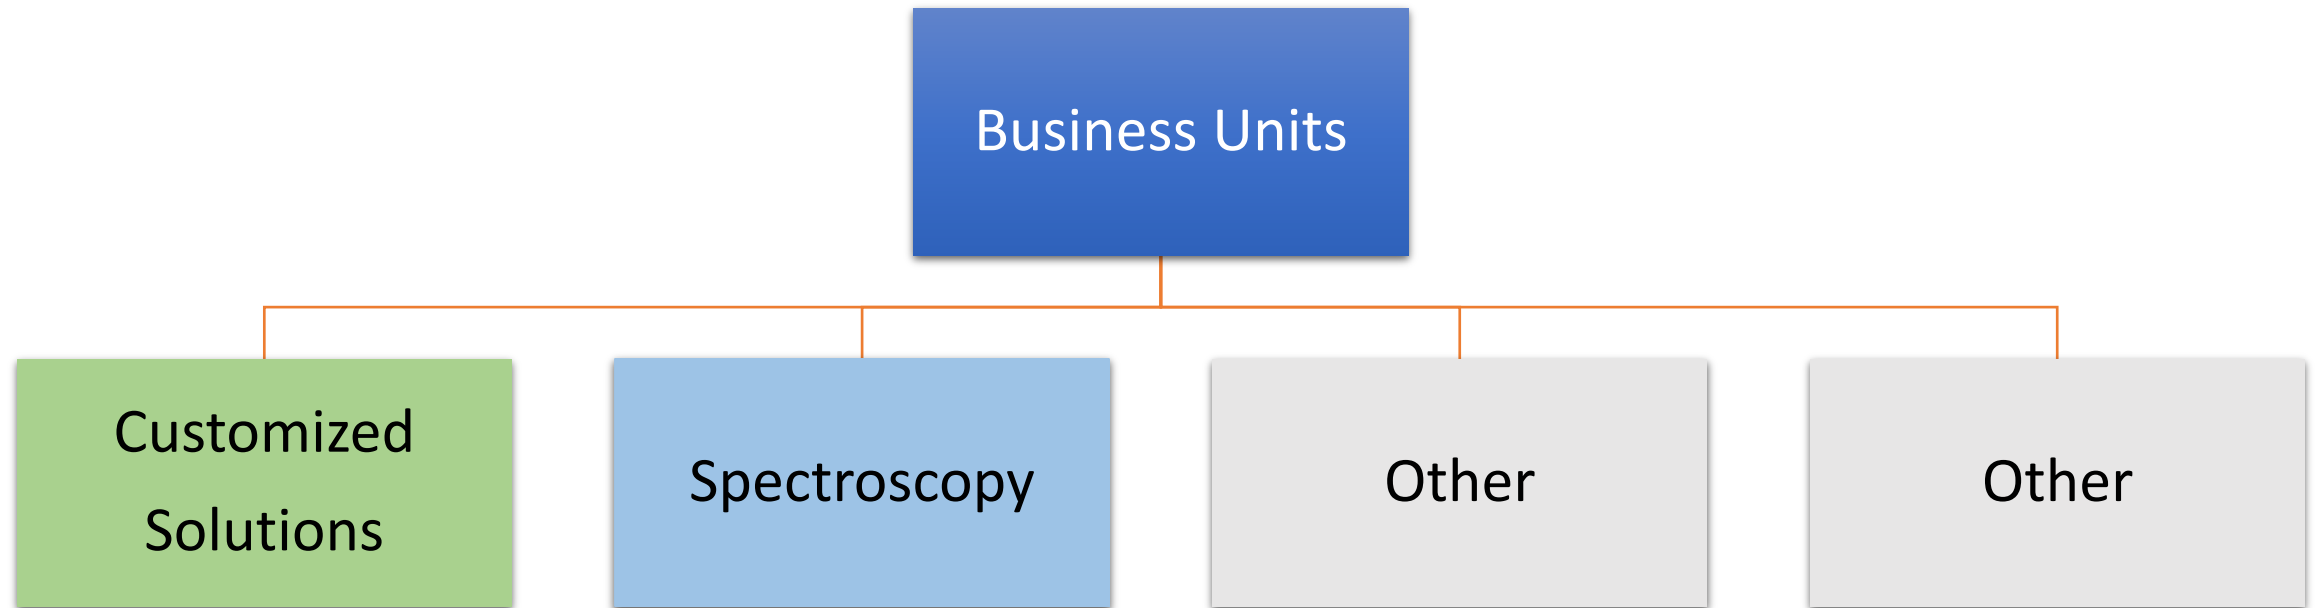 Business Units
Customized
Solutions
Spectroscopy
Other
Other